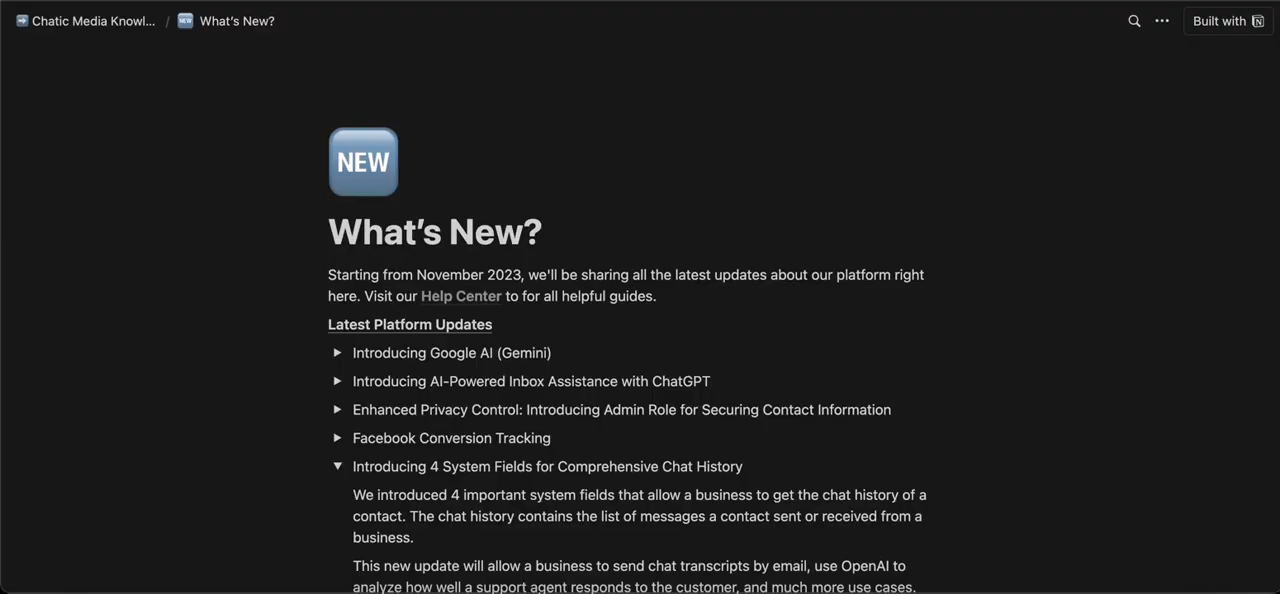 Chatic Media Knowl... / NEW What's New? Built with
NEW
What's New?
Starting from November 2023, we'll be sharing all the latest updates about our platform right
here. Visit our Help Center to for all helpful guides.
Latest Platform Updates
Introducing Google AI (Gemini)
Introducing AI-Powered Inbox Assistance with ChatGPT
Enhanced Privacy Control: Introducing Admin Role for Securing Contact Information
Facebook Conversion Tracking
Introducing 4 System Fields for Comprehensive Chat History
We introduced 4 important system fields that allow a business to get the chat history of a
contact. The chat history contains the list of messages a contact sent or received from a
business.
This new update will allow a business to send chat transcripts by email, use OpenAI to
analyze how well a support agent responds to the customer, and much more use cases.